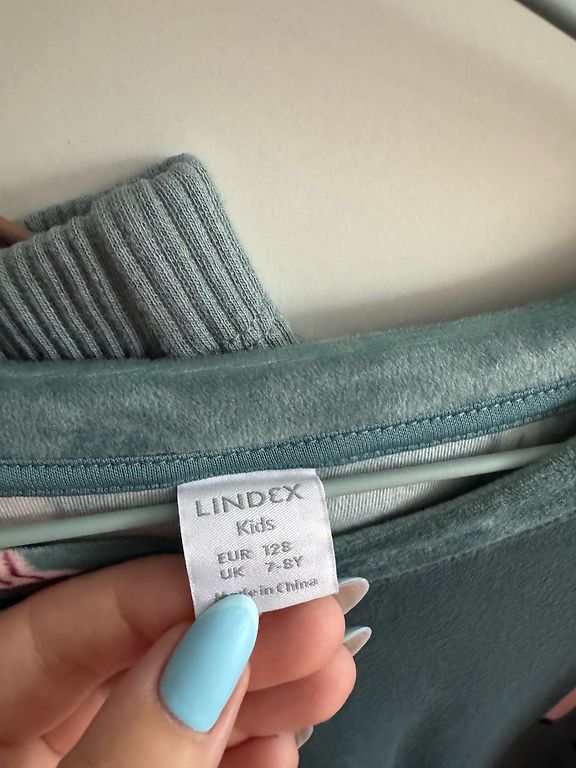 LINDEX
Kids
EUR 128
UK 7-8Y
Made in China